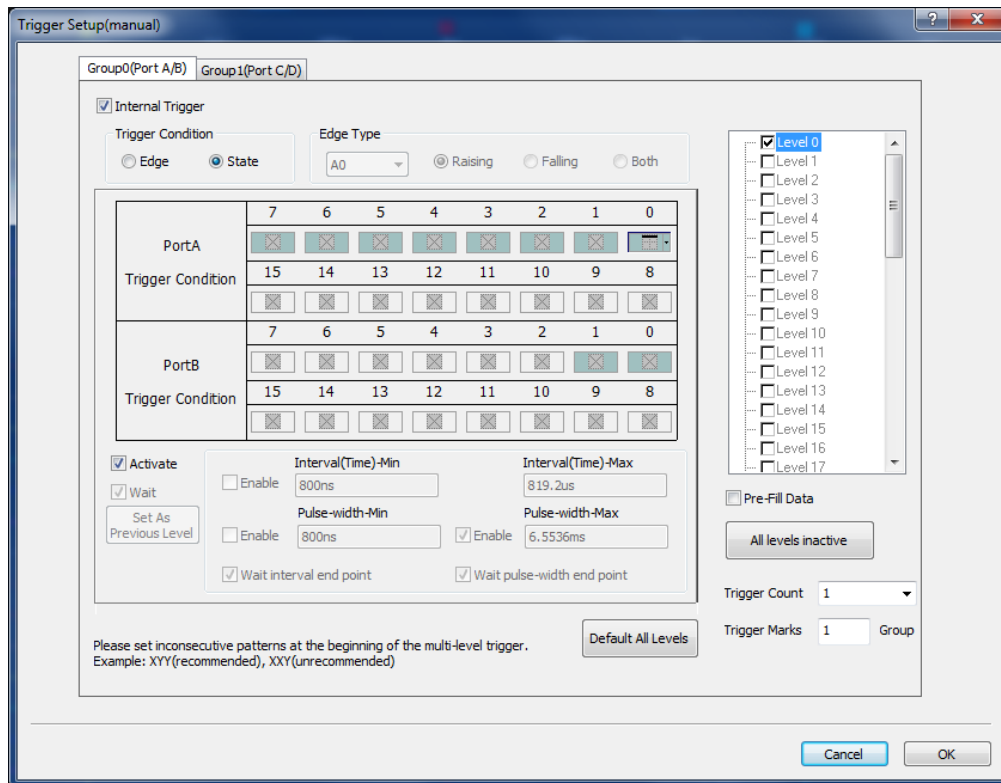 Trigger Setup(manual)
?
X
Group0(Port A/B) Group1(Port C/D)
Internal Trigger
Trigger Condition
Edge State
Edge Type
A0 Raising Falling Both
7 6 5 4 3 2 1 0
PortA
Trigger Condition
15 14 13 12 11 10 9 8
7 6 5 4 3 2 1 0
PortB
Trigger Condition
15 14 13 12 11 10 9 8
Activate
Wait
Set As
Previous Level
Interval(Time)-Min Interval(Time)-Max
Enable 800ns 819.2us
Pulse-width-Min Pulse-width-Max
Enable 800ns Enable 6.5536ms
Wait interval end point Wait pulse-width end point
Please set inconsecutive patterns at the beginning of the multi-level trigger.
Example: XYY(recommended), XXY(unrecommended)
Default All Levels
Level 0
Level 1
Level 2
Level 3
Level 4
Level 5
Level 6
Level 7
Level 8
Level 9
Level 10
Level 11
Level 12
Level 13
Level 14
Level 15
Level 16
Level 17
Pre-Fill Data
All levels inactive
Trigger Count 1
Trigger Marks 1 Group
Cancel OK